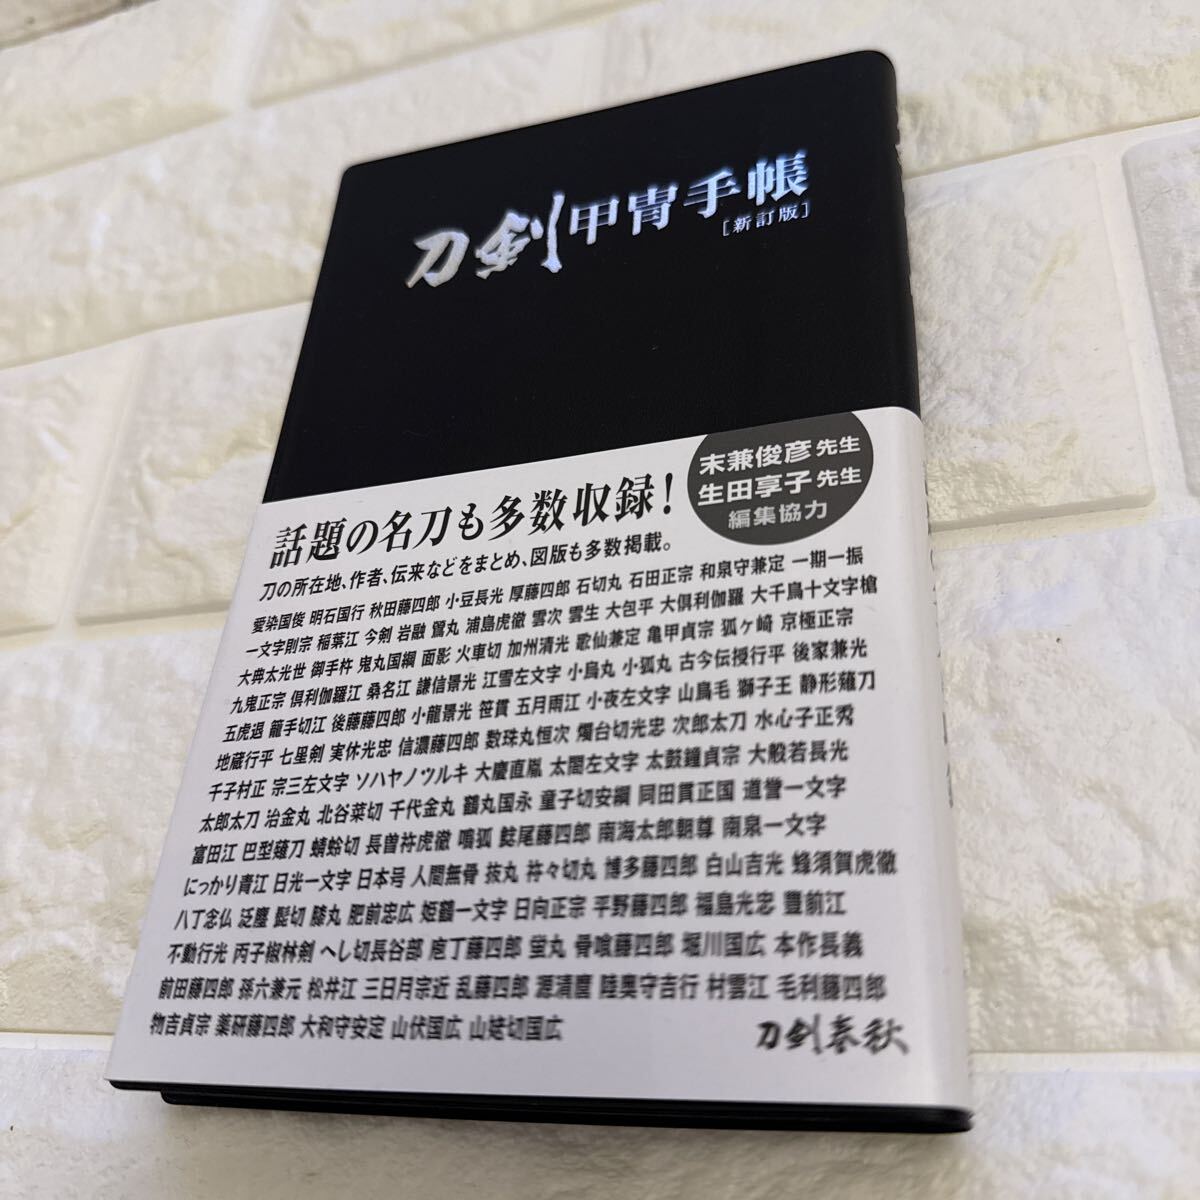 刀剣甲冑手帳
[新訂版]
末兼俊彦先生
生田享子先生
編集協力
話題の名刀も多数収録!
刀の所在地、作者、伝来などをまとめ、図版も多数掲載。
愛染国俊 明石国行 秋田藤四郎 小豆長光 厚藤四郎 石切丸 石田正宗 和泉守兼定 一期一振
一文字則宗 稲葉江 今剣 岩融 鶯丸 浦島虎徹 雲次 雲生 大包平 大倶利伽羅 大千鳥十文字槍
大典太光世 御手杵 鬼丸国綱 面影 火車切 加州清光 歌仙兼定 亀甲貞宗 狐ヶ崎 京極正宗
九鬼正宗 倶利伽羅江 桑名江 謙信景光 江雪左文字 小烏丸 小狐丸 古今伝授行平 後家兼光
五虎退 籠手切江 後藤藤四郎 小龍景光 笹貫 五月雨江 小夜左文字 山鳥毛 獅子王 静形薙刀
地蔵行平 七星剣 実休光忠 信濃藤四郎 数珠丸恒次 燭台切光忠 次郎太刀 水心子正秀
千子村正 宗三左文字 ソハヤノツルキ 大慶直胤 太閤左文字 太鼓鐘貞宗 大般若長光
太郎太刀 治金丸 北谷菜切 千代金丸 鶴丸国永 童子切安綱 同田貫正国 道誉一文字
富田江 巴型薙刀 蜻蛉切 長曽祢虎徹 鳴狐 鯰尾藤四郎 南海太郎朝尊 南泉一文字
にっかり青江 日光一文字 日本号 人間無骨 抜丸 祢々切丸 博多藤四郎 白山吉光 蜂須賀虎徹
八丁念仏 泛塵 髭切 膝丸 肥前忠広 姫鶴一文字 日向正宗 平野藤四郎 福島光忠 豊前江
不動行光 丙子椒林剣 へし切長谷部 庖丁藤四郎 蛍丸 骨喰藤四郎 堀川国広 本作長義
前田藤四郎 孫六兼元 松井江 三日月宗近 乱藤四郎 源清麿 陸奥守吉行 村雲江 毛利藤四郎
物吉貞宗 薬研藤四郎 大和守安定 山伏国広 山姥切国広
刀剣春秋